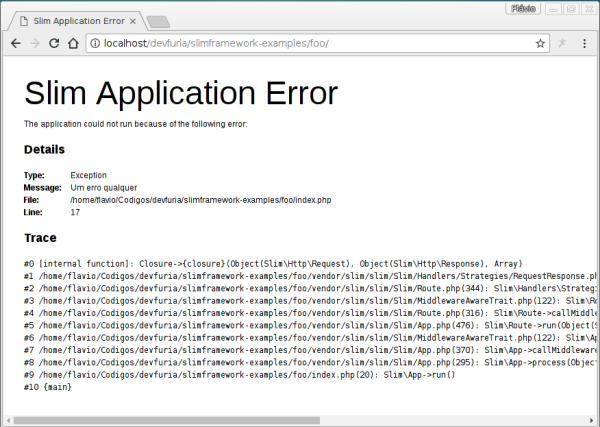 Flávio
Slim Application Error
localhost/devfuria/slimframework-examples/foo/
Slim Application Error
The application could not run because of the following error:
Details
Type: Exception
Message: Um erro qualquer
File: /home/flavio/Codigos/devfuria/slimframework-examples/foo/index.php
Line: 17
Trace
#0 [internal function]: Closure->{closure}(Object(Slim\Http\Request), Object(Slim\Http\Response), Array)
#1 /home/flavio/Codigos/devfuria/slimframework-examples/foo/vendor/slim/slim/Slim/Handlers/Strategies/RequestResponse.ph
#2 /home/flavio/Codigos/devfuria/slimframework-examples/foo/vendor/slim/slim/Slim/Route.php(344): Slim\Handlers\Strateg
#3 /home/flavio/Codigos/devfuria/slimframework-examples/foo/vendor/slim/slim/Slim/MiddlewareAwareTrait.php(122): Slim\Ro
#4 /home/flavio/Codigos/devfuria/slimframework-examples/foo/vendor/slim/slim/Slim/Route.php(316): Slim\Route->callMiddle
#5 /home/flavio/Codigos/devfuria/slimframework-examples/foo/vendor/slim/slim/Slim/App.php(476): Slim\Route->run(Object(S
#6 /home/flavio/Codigos/devfuria/slimframework-examples/foo/vendor/slim/slim/Slim/MiddlewareAwareTrait.php(122): Slim\Ap
#7 /home/flavio/Codigos/devfuria/slimframework-examples/foo/vendor/slim/slim/Slim/App.php(370): Slim\App->callMiddleware
#8 /home/flavio/Codigos/devfuria/slimframework-examples/foo/vendor/slim/slim/Slim/App.php(295): Slim\App->process(Object
#9 /home/flavio/Codigos/devfuria/slimframework-examples/foo/index.php(20): Slim\App->run()
#10 {main}